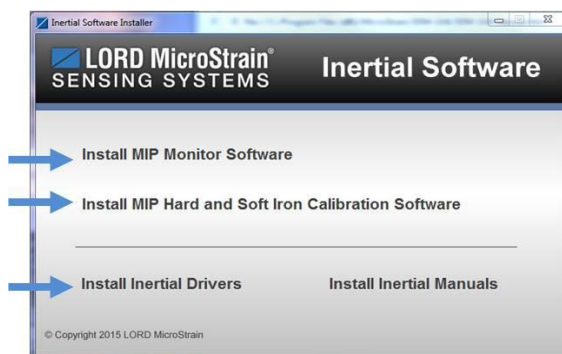 Inertial Software Installer
LORD MicroStrain®
SENSING SYSTEMS
Inertial Software
Install MIP Monitor Software
Install MIP Hard and Soft Iron Calibration Software
Install Inertial Drivers
Install Inertial Manuals
© Copyright 2015 LORD MicroStrain